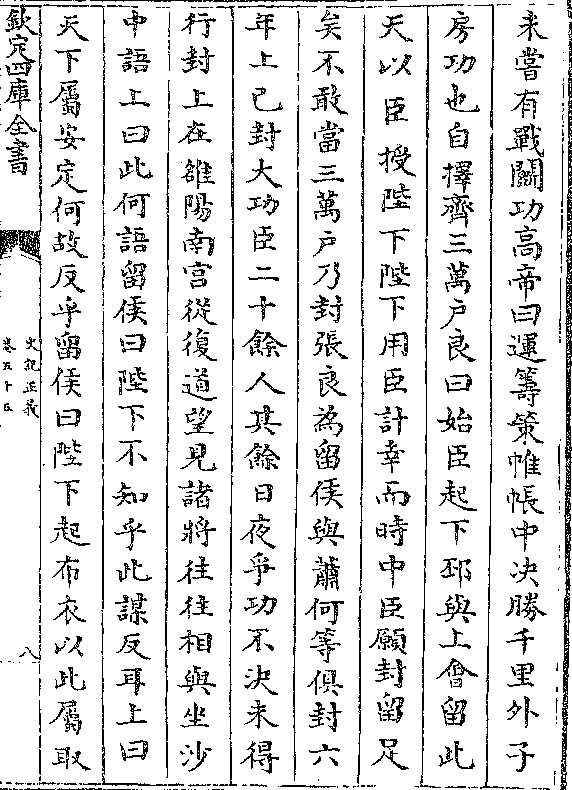 未嘗有戰鬭功高帝曰運籌策帷帳中决勝千里外子
房功也自擇齊三萬户良曰始臣起下邳與上㑹留此
天以臣授陛下陛下用臣計幸而時中臣願封留足
矣不敢當三萬户乃封張良為留侯與蕭何等俱封六
年上已封大功臣二十餘人其餘日夜爭功不決未得
行封上在雒陽南宫從復道望見諸將往往相與坐沙
中語上曰此何語留侯曰陛下不知乎此謀反耳上曰
天下屬安定何故反乎留侯曰陛下起布衣以此屬取
欽定四庫全書
史記正義
卷五十五
八